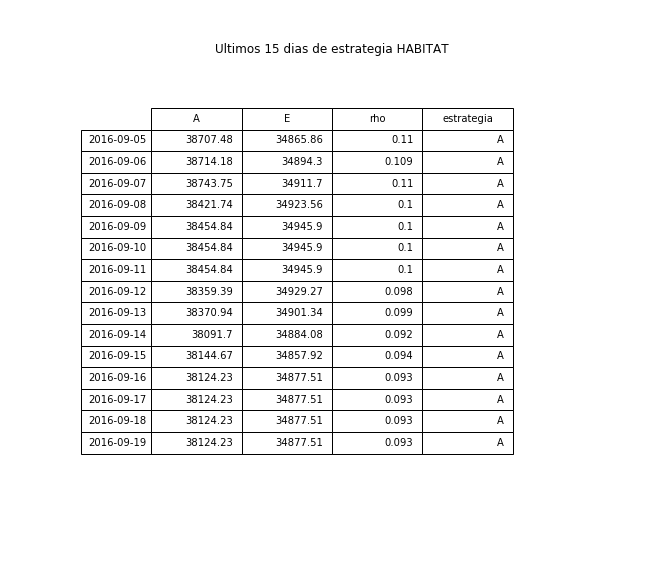 Ultimos 15 dias de estrategia HABITAT
A E rho estrategia
2016-09-05 38707.48 34865.86 0.11 A
2016-09-06 38714.18 34894.3 0.109 A
2016-09-07 38743.75 34911.7 0.11 A
2016-09-08 38421.74 34923.56 0.1 A
2016-09-09 38454.84 34945.9 0.1 A
2016-09-10 38454.84 34945.9 0.1 A
2016-09-11 38454.84 34945.9 0.1 A
2016-09-12 38359.39 34929.27 0.098 A
2016-09-13 38370.94 34901.34 0.099 A
2016-09-14 38091.7 34884.08 0.092 A
2016-09-15 38144.67 34857.92 0.094 A
2016-09-16 38124.23 34877.51 0.093 A
2016-09-17 38124.23 34877.51 0.093 A
2016-09-18 38124.23 34877.51 0.093 A
2016-09-19 38124.23 34877.51 0.093 A